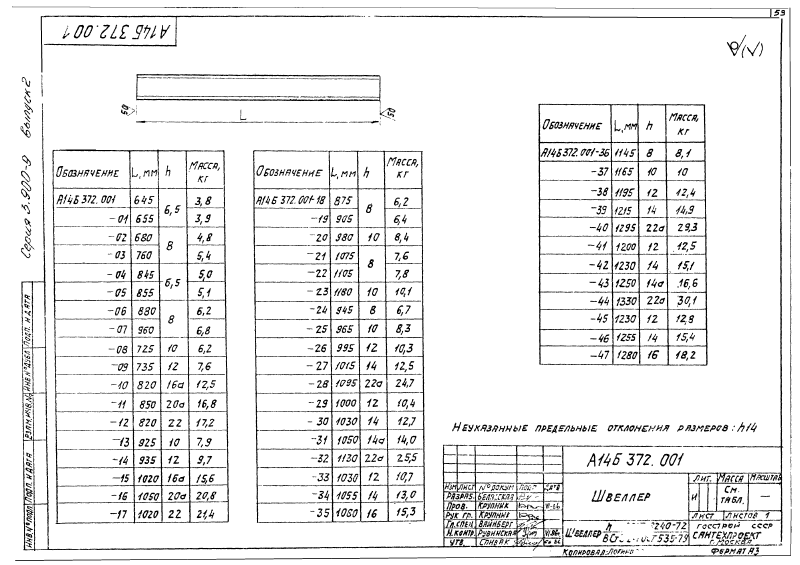 59
А14Б 372.001
Серия 3.900-9 Выпуск 2
50
L
50
Обозначение L, мм h Масса, кг
А14Б 372.001 645 6,5 3,8
-01 655 3,9
-02 680 8 4,8
-03 760 5,4
-04 845 6,5 5,0
-05 855 5,1
-06 880 8 6,2
-07 960 6,8
-08 725 10 6,2
-09 735 12 7,6
-10 820 16а 12,5
-11 850 20а 16,8
-12 820 22 17,2
-13 925 10 7,9
-14 935 12 9,7
-15 1020 16а 15,6
-16 1050 20а 20,8
-17 1020 22 21,4
Обозначение L, мм h Масса, кг
А14Б 372.001-18 875 8 6,2
-19 905 6,4
-20 980 10 8,4
-21 1075 8 7,6
-22 1105 7,8
-23 1180 10 10,1
-24 945 8 6,7
-25 965 10 8,3
-26 995 12 10,3
-27 1015 14 12,5
-28 1095 22а 24,7
-29 1000 12 10,4
-30 1030 14 12,7
-31 1050 14а 14,0
-32 1130 22а 25,5
-33 1030 12 10,7
-34 1055 14 13,0
-35 1080 16 15,3
Обозначение L, мм h Масса, кг
А14Б 372.001-36 1145 8 8,1
-37 1165 10 10
-38 1195 12 12,4
-39 1215 14 14,9
-40 1295 22а 29,3
-41 1200 12 12,5
-42 1230 14 15,1
-43 1250 14а 16,6
-44 1330 22а 30,1
-45 1230 12 12,8
-46 1255 14 15,4
-47 1280 16 18,2
Неуказанные предельные отклонения размеров: h14
А14Б 372.001
Швеллер
Лит. Масса Масштаб
И См. табл. —
Лист Листов 1
Изм. Лист № докум. Подп. Дата
Разраб.
Пров. Крупник
Рук. гр. Крупник
Гл. спец. Вайнберг
Н. контр. Рувинская
Утв. Спивак
Швеллер h 8240-72
535-79
Госстрой СССР
Сантехпроект
Москва
Копировал:
Формат А3
Инв. № подл. Подп. и дата Взам. инв. № Инв. № дубл. Подп. и дата